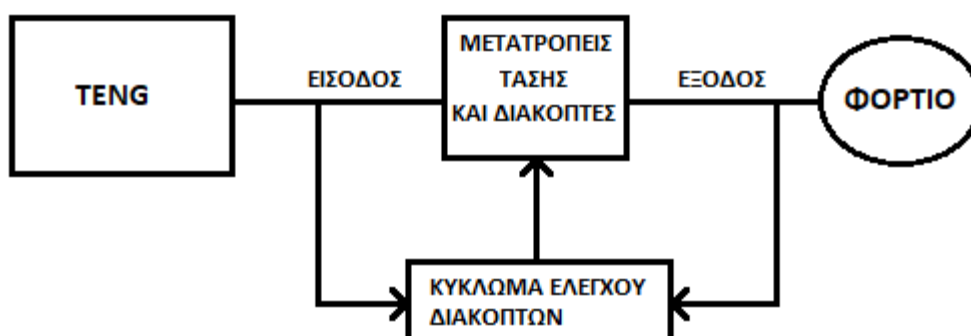 TENG
ΕΙΣΟΔΟΣ
ΜΕΤΑΤΡΟΠΕΙΣ
ΤΑΣΗΣ
ΚΑΙ ΔΙΑΚΟΠΤΕΣ
ΕΞΟΔΟΣ
ΦΟΡΤΙΟ
ΚΥΚΛΩΜΑ ΕΛΕΓΧΟΥ
ΔΙΑΚΟΠΤΩΝ